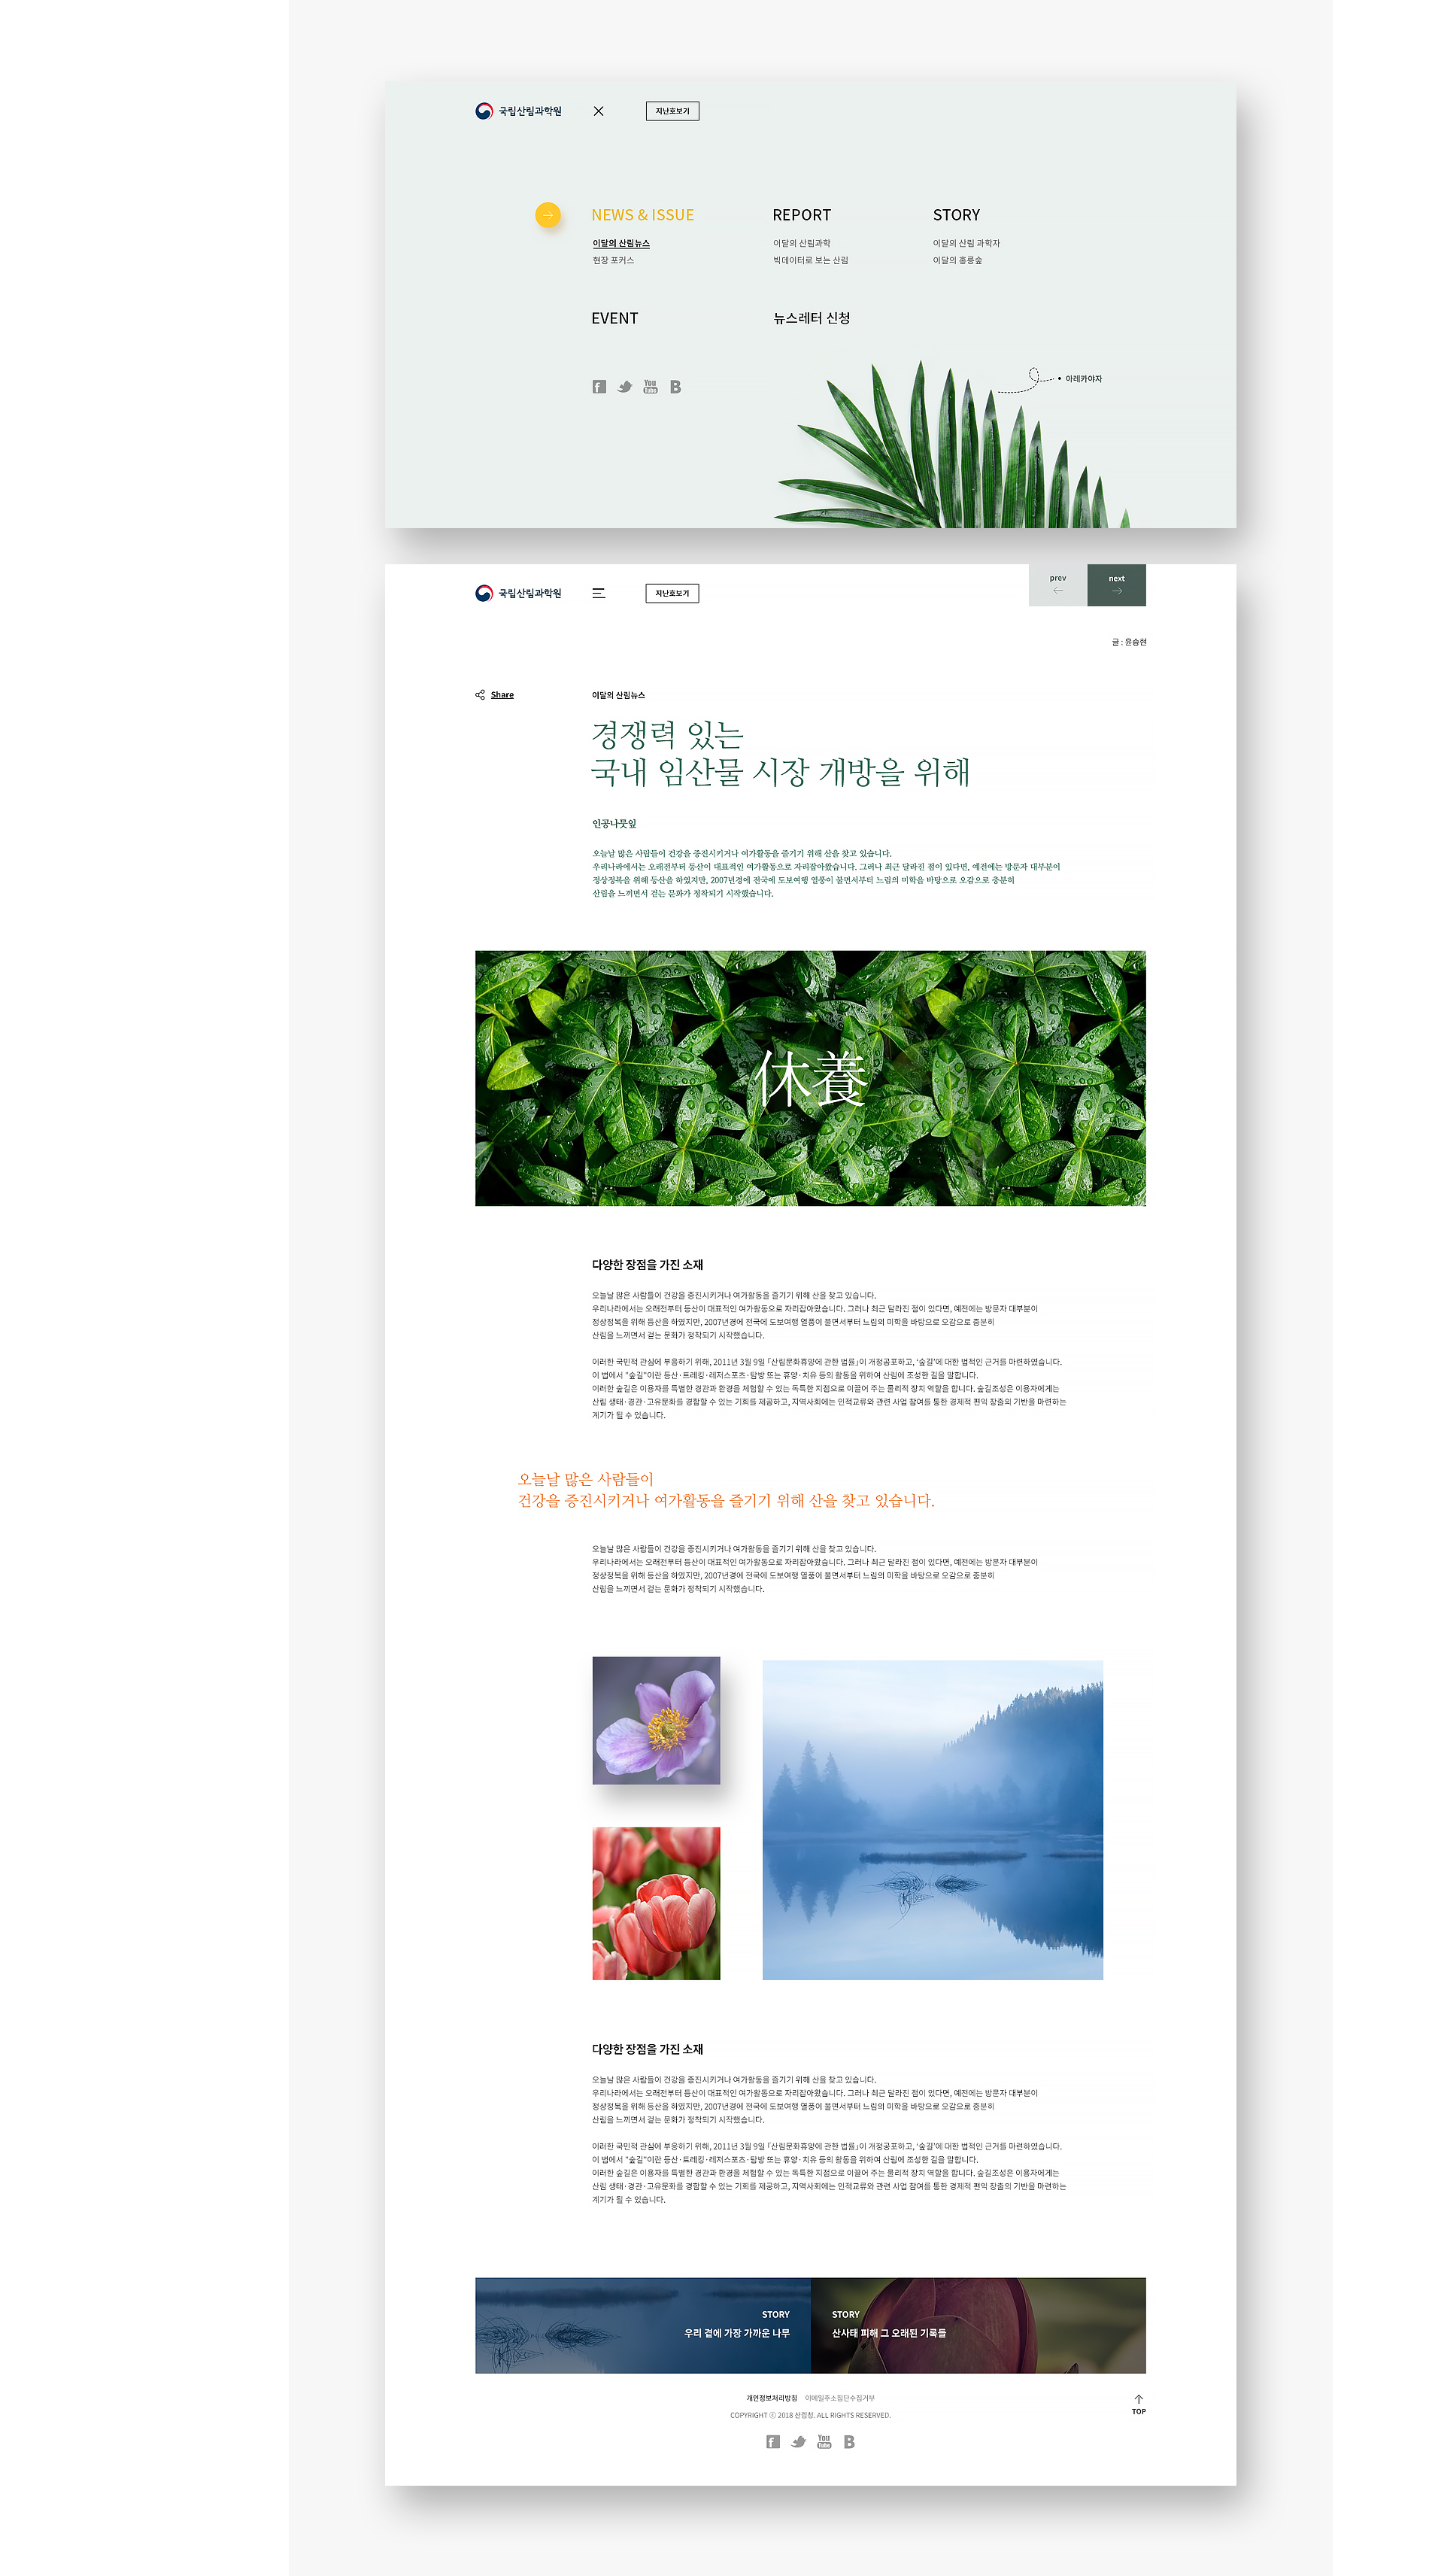 국립산림과학원
지난호보기
NEWS & ISSUE
이달의 산림뉴스
현장 포커스
REPORT
이달의 산림과학
빅데이터로 보는 산림
STORY
이달의 산림 과학자
이달의 홍릉숲
EVENT
뉴스레터 신청
f
You Tube
B
아레카야자
국립산림과학원
지난호보기
prev
next
글 : 윤승현
Share
이달의 산림뉴스
경쟁력 있는
국내 임산물 시장 개방을 위해
인공나뭇잎
오늘날 많은 사람들이 건강을 증진시키거나 여가활동을 즐기기 위해 산을 찾고 있습니다.
우리나라에서는 오래전부터 등산이 대표적인 여가활동으로 자리잡아왔습니다. 그러나 최근 달라진 점이 있다면, 예전에는 방문자 대부분이
정상정복을 위해 등산을 하였지만, 2007년경에 전국에 도보여행 열풍이 불면서부터 느림의 미학을 바탕으로 오감으로 충분히
산림을 느끼면서 걷는 문화가 정착되기 시작했습니다.
休養
다양한 장점을 가진 소재
오늘날 많은 사람들이 건강을 증진시키거나 여가활동을 즐기기 위해 산을 찾고 있습니다.
우리나라에서는 오래전부터 등산이 대표적인 여가활동으로 자리잡아왔습니다. 그러나 최근 달라진 점이 있다면, 예전에는 방문자 대부분이
정상정복을 위해 등산을 하였지만, 2007년경에 전국에 도보여행 열풍이 불면서부터 느림의 미학을 바탕으로 오감으로 충분히
산림을 느끼면서 걷는 문화가 정착되기 시작했습니다.
이러한 국민적 관심에 부응하기 위해, 2011년 3월 9일 「산림문화휴양에 관한 법률」이 개정공포하고, ‘숲길’에 대한 법적인 근거를 마련하였습니다.
이 법에서 "숲길"이란 등산·트레킹·레저스포츠·탐방 또는 휴양·치유 등의 활동을 위하여 산림에 조성한 길을 말합니다.
이러한 숲길은 이용자를 특별한 경관과 환경을 체험할 수 있는 독특한 지점으로 이끌어 주는 물리적 장치 역할을 합니다. 숲길조성은 이용자에게는
산림 생태·경관·고유문화를 경합할 수 있는 기회를 제공하고, 지역사회에는 인적교류와 관련 사업 참여를 통한 경제적 편익 창출의 기반을 마련하는
계기가 될 수 있습니다.
오늘날 많은 사람들이
건강을 증진시키거나 여가활동을 즐기기 위해 산을 찾고 있습니다.
오늘날 많은 사람들이 건강을 증진시키거나 여가활동을 즐기기 위해 산을 찾고 있습니다.
우리나라에서는 오래전부터 등산이 대표적인 여가활동으로 자리잡아왔습니다. 그러나 최근 달라진 점이 있다면, 예전에는 방문자 대부분이
정상정복을 위해 등산을 하였지만, 2007년경에 전국에 도보여행 열풍이 불면서부터 느림의 미학을 바탕으로 오감으로 충분히
산림을 느끼면서 걷는 문화가 정착되기 시작했습니다.
다양한 장점을 가진 소재
오늘날 많은 사람들이 건강을 증진시키거나 여가활동을 즐기기 위해 산을 찾고 있습니다.
우리나라에서는 오래전부터 등산이 대표적인 여가활동으로 자리잡아왔습니다. 그러나 최근 달라진 점이 있다면, 예전에는 방문자 대부분이
정상정복을 위해 등산을 하였지만, 2007년경에 전국에 도보여행 열풍이 불면서부터 느림의 미학을 바탕으로 오감으로 충분히
산림을 느끼면서 걷는 문화가 정착되기 시작했습니다.
이러한 국민적 관심에 부응하기 위해, 2011년 3월 9일 「산림문화휴양에 관한 법률」이 개정공포하고, ‘숲길’에 대한 법적인 근거를 마련하였습니다.
이 법에서 "숲길"이란 등산·트레킹·레저스포츠·탐방 또는 휴양·치유 등의 활동을 위하여 산림에 조성한 길을 말합니다.
이러한 숲길은 이용자를 특별한 경관과 환경을 체험할 수 있는 독특한 지점으로 이끌어 주는 물리적 장치 역할을 합니다. 숲길조성은 이용자에게는
산림 생태·경관·고유문화를 경합할 수 있는 기회를 제공하고, 지역사회에는 인적교류와 관련 사업 참여를 통한 경제적 편익 창출의 기반을 마련하는
계기가 될 수 있습니다.
STORY
우리 곁에 가장 가까운 나무
STORY
산사태 피해 그 오래된 기록들
개인정보처리방침 이메일주소집단수집거부
COPYRIGHT ⓒ 2018 산림청. ALL RIGHTS RESERVED.
TOP
f
You Tube
B